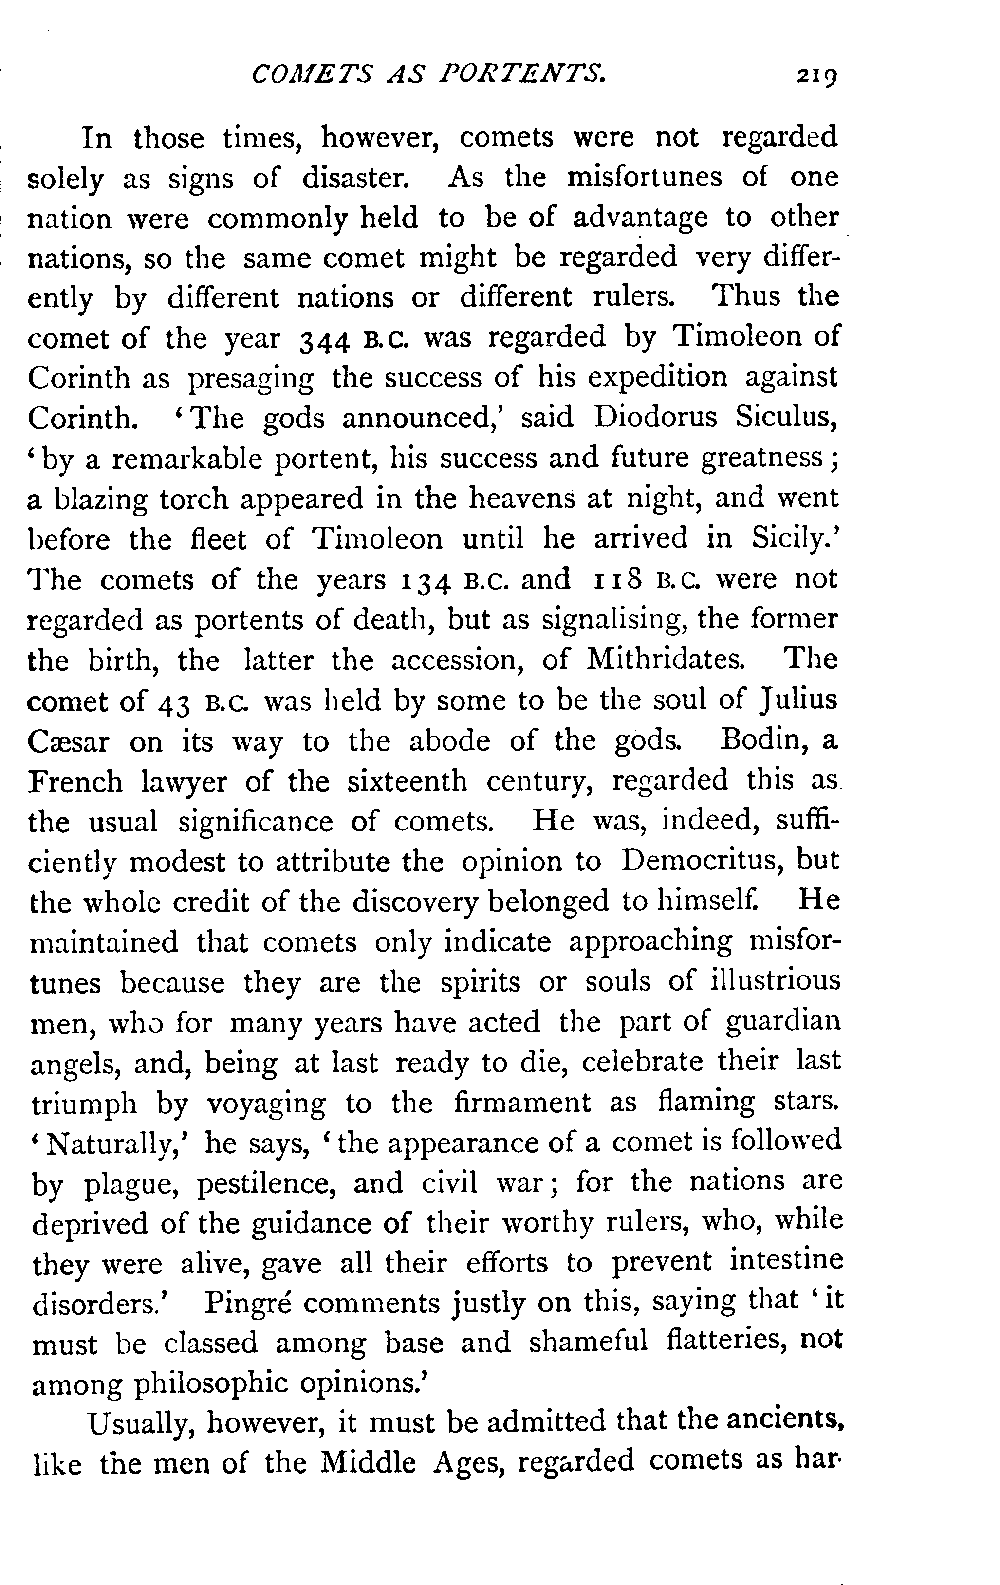 COMETS AS PORTENTS. 219
In those times, however, comets were not regarded
solely as signs of disaster. As the misfortunes of one
nation were commonly held to be of advantage to other
nations, so the same comet might be regarded very differ-
ently by different nations or different rulers. Thus the
comet of the year 344 B.C. was regarded by Timoleon of
Corinth as presaging the success of his expedition against
Corinth. ‘The gods announced,’ said Diodorus Siculus,
‘by a remarkable portent, his success and future greatness;
a blazing torch appeared in the heavens at night, and went
before the fleet of Timoleon until he arrived in Sicily.’
The comets of the years 134 B.C. and 118 B.C. were not
regarded as portents of death, but as signalising, the former
the birth, the latter the accession, of Mithridates. The
comet of 43 B.C. was held by some to be the soul of Julius
Cæsar on its way to the abode of the gods. Bodin, a
French lawyer of the sixteenth century, regarded this as
the usual significance of comets. He was, indeed, suffi-
ciently modest to attribute the opinion to Democritus, but
the whole credit of the discovery belonged to himself. He
maintained that comets only indicate approaching misfor-
tunes because they are the spirits or souls of illustrious
men, who for many years have acted the part of guardian
angels, and, being at last ready to die, celebrate their last
triumph by voyaging to the firmament as flaming stars.
‘Naturally,’ he says, ‘the appearance of a comet is followed
by plague, pestilence, and civil war; for the nations are
deprived of the guidance of their worthy rulers, who, while
they were alive, gave all their efforts to prevent intestine
disorders.’ Pingré comments justly on this, saying that ‘it
must be classed among base and shameful flatteries, not
among philosophic opinions.’
Usually, however, it must be admitted that the ancients,
like the men of the Middle Ages, regarded comets as har-